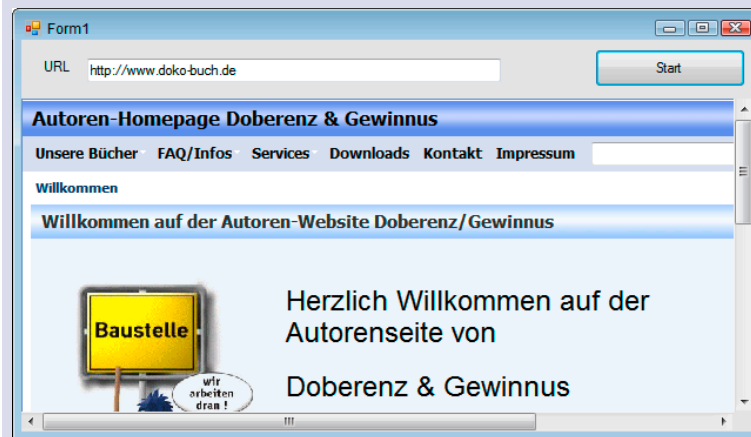 Form1
URL http://www.doko-buch.de Start
Autoren-Homepage Doberenz & Gewinnus
Unsere Bücher FAQ/Infos Services Downloads Kontakt Impressum
Willkommen
Willkommen auf der Autoren-Website Doberenz/Gewinnus
Herzlich Willkommen auf der
Autorenseite von
Baustelle
Doberenz & Gewinnus
wir
arbeiten
dran !